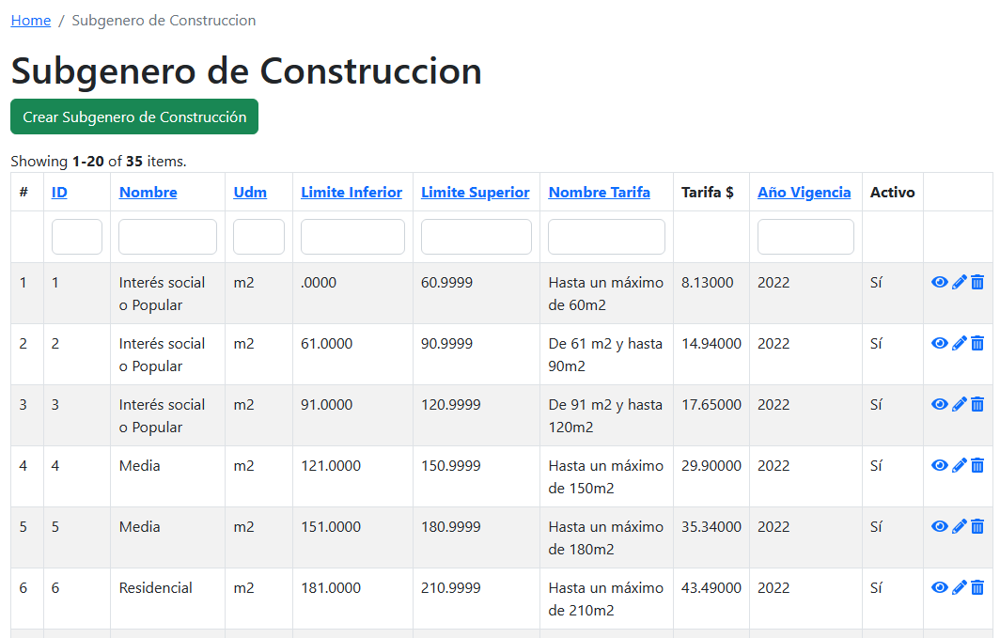 Home / Subgenero de Construccion
Subgenero de Construccion
Crear Subgenero de Construcción
Showing 1-20 of 35 items.
# ID Nombre Udm Limite Inferior Limite Superior Nombre Tarifa Tarifa $ Año Vigencia Activo
1 1 Interés social o Popular m2 .0000 60.9999 Hasta un máximo de 60m2 8.13000 2022 Sí
2 2 Interés social o Popular m2 61.0000 90.9999 De 61 m2 y hasta 90m2 14.94000 2022 Sí
3 3 Interés social o Popular m2 91.0000 120.9999 De 91 m2 y hasta 120m2 17.65000 2022 Sí
4 4 Media m2 121.0000 150.9999 Hasta un máximo de 150m2 29.90000 2022 Sí
5 5 Media m2 151.0000 180.9999 Hasta un máximo de 180m2 35.34000 2022 Sí
6 6 Residencial m2 181.0000 210.9999 Hasta un máximo de 210m2 43.49000 2022 Sí